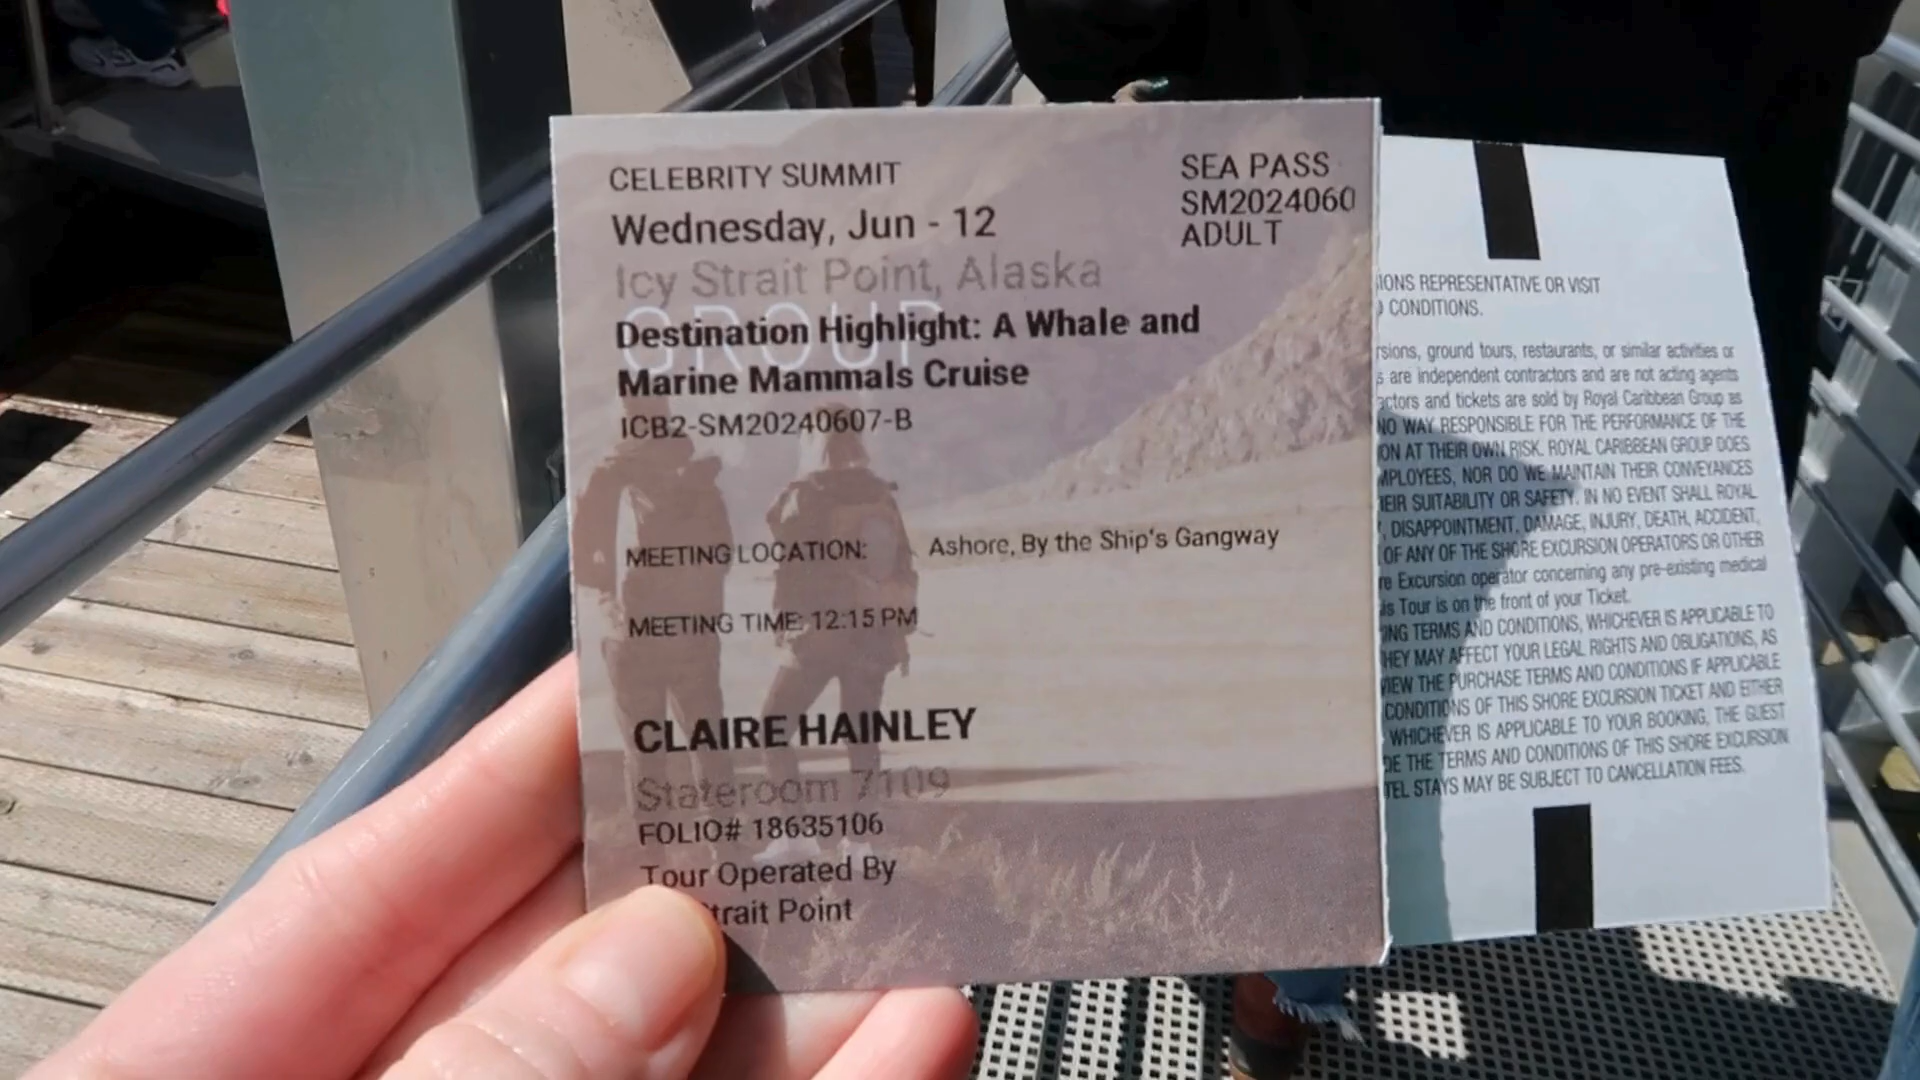 CELEBRITY SUMMIT
Wednesday, Jun - 12
Icy Strait Point, Alaska
GROUP
Destination Highlight: A Whale and
Marine Mammals Cruise
ICB2-SM20240607-B
SEA PASS
SM2024060
ADULT
MEETING LOCATION: Ashore, By the Ship's Gangway
MEETING TIME: 12:15 PM
CLAIRE HAINLEY
Stateroom 7109
FOLIO# 18635106
Tour Operated By
trait Point
IONS REPRESENTATIVE OR VISIT
CONDITIONS.
rsions, ground tours, restaurants, or similar activities or
s are independent contractors and are not acting agents
actors and tickets are sold by Royal Caribbean Group as
NO WAY RESPONSIBLE FOR THE PERFORMANCE OF THE
ON AT THEIR OWN RISK. ROYAL CARIBBEAN GROUP DOES
MPLOYEES, NOR DO WE MAINTAIN THEIR CONVEYANCES
EIR SUITABILITY OR SAFETY. IN NO EVENT SHALL ROYAL
, DISAPPOINTMENT, DAMAGE, INJURY, DEATH, ACCIDENT,
OF ANY OF THE SHORE EXCURSION OPERATORS OR OTHER
re Excursion operator concerning any pre-existing medical
is Tour is on the front of your Ticket.
ING TERMS AND CONDITIONS, WHICHEVER IS APPLICABLE TO
HEY MAY AFFECT YOUR LEGAL RIGHTS AND OBLIGATIONS, AS
VIEW THE PURCHASE TERMS AND CONDITIONS IF APPLICABLE
CONDITIONS OF THIS SHORE EXCURSION TICKET AND EITHER
WHICHEVER IS APPLICABLE TO YOUR BOOKING, THE GUEST
DE THE TERMS AND CONDITIONS OF THIS SHORE EXCURSION
TEL STAYS MAY BE SUBJECT TO CANCELLATION FEES.